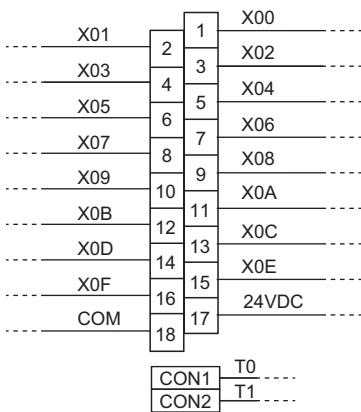 1 X00
X01 2
3 X02
X03 4
5 X04
X05 6
7 X06
X07 8
9 X08
X09 10
11 X0A
X0B 12
13 X0C
X0D 14
15 X0E
X0F 16
17 24VDC
COM 18
CON1 T0
CON2 T1